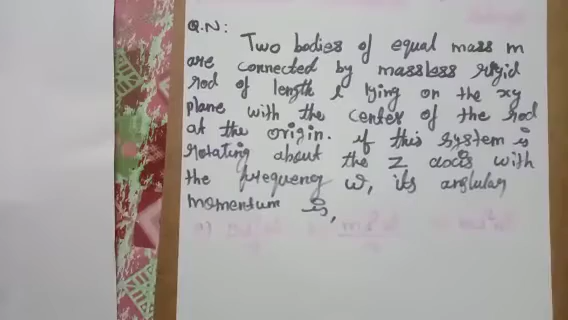 Q.N:
Two bodies of equal mass m
are connected by massless rigid
rod of length l lying on the xy
plane with the center of the rod
at the origin. if this system is
rotating about the z axis with
the frequency ω, its anglular
momentum is,